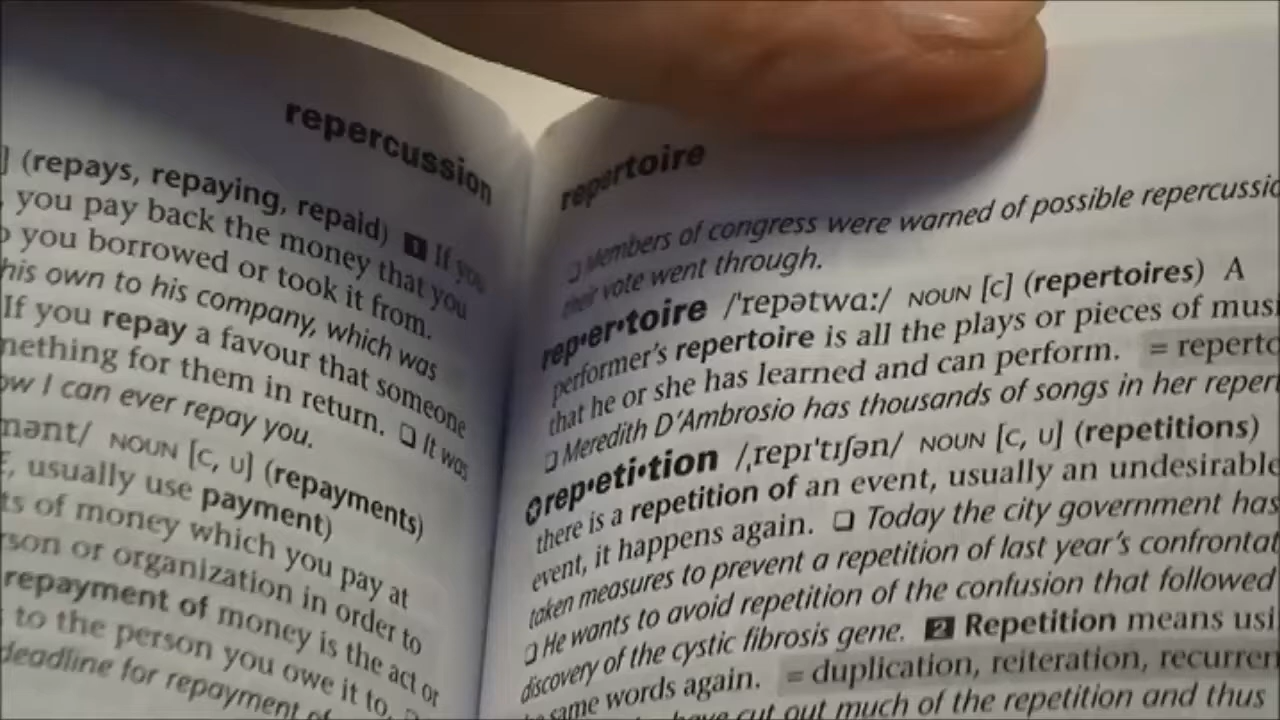 repercussion
] (repays, repaying, repaid) 1 If you
, you pay back the money that you
you borrowed or took it from.
his own to his company, which was
If you repay a favour that someone
mething for them in return. ❑ It was
ow I can ever repay you.
mənt/ NOUN [C, U] (repayments)
E, usually use payment)
ts of money which you pay at
rson or organization in order to
repayment of money is the act or
to the person you owe it to.
deadline for repayment of
repertoire
❑ Members of congress were warned of possible repercussio
their vote went through.
rep•er•toire /ˈrepətwɑː/ NOUN [C] (repertoires) A
performer's repertoire is all the plays or pieces of musi
that he or she has learned and can perform. = reperto
❑ Meredith D'Ambrosio has thousands of songs in her reper
✪rep•eti•tion /ˌrepɪˈtɪʃən/ NOUN [C, U] (repetitions)
there is a repetition of an event, usually an undesirable
event, it happens again. ❑ Today the city government has
taken measures to prevent a repetition of last year's confrontat
❑ He wants to avoid repetition of the confusion that followed
discovery of the cystic fibrosis gene. 2 Repetition means usi
same words again. = duplication, reiteration, recurren
have cut out much of the repetition and thus